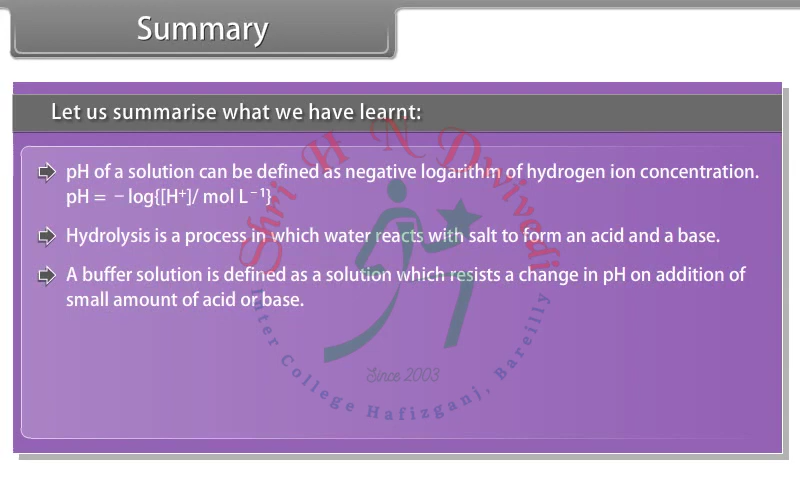 Summary
Let us summarise what we have learnt:
pH of a solution can be defined as negative logarithm of hydrogen ion concentration.
pH = − log{[H⁺]/ mol L⁻¹}
Hydrolysis is a process in which water reacts with salt to form an acid and a base.
A buffer solution is defined as a solution which resists a change in pH on addition of
small amount of acid or base.
Shri H N Dwivedi
Since 2003
Inter College Hafizganj, Bareilly